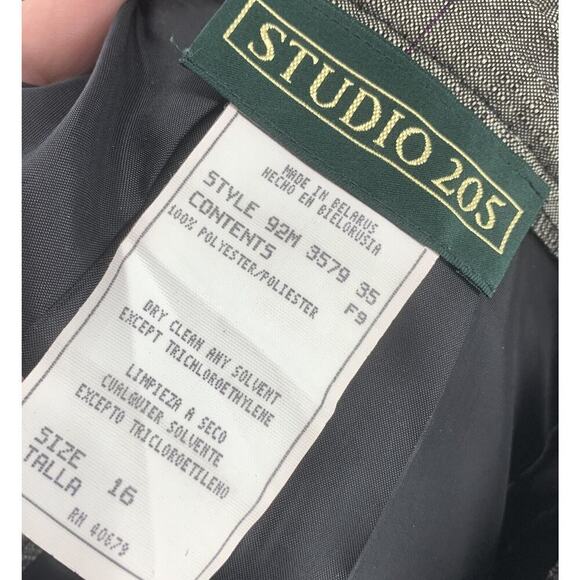 STUDIO 205
MADE IN BELARUS
HECHO EN BIELORUSIA
STYLE 92M 3579 35
CONTENTS F9
100% POLYESTER/POLIESTER
DRY CLEAN ANY SOLVENT
EXCEPT TRICHLOROETHYLENE
LIMPIEZA A SECO
CUALQUIER SOLVENTE
EXCEPTO TRICLOROETILENO
SIZE
TALLA 16
RN 40679